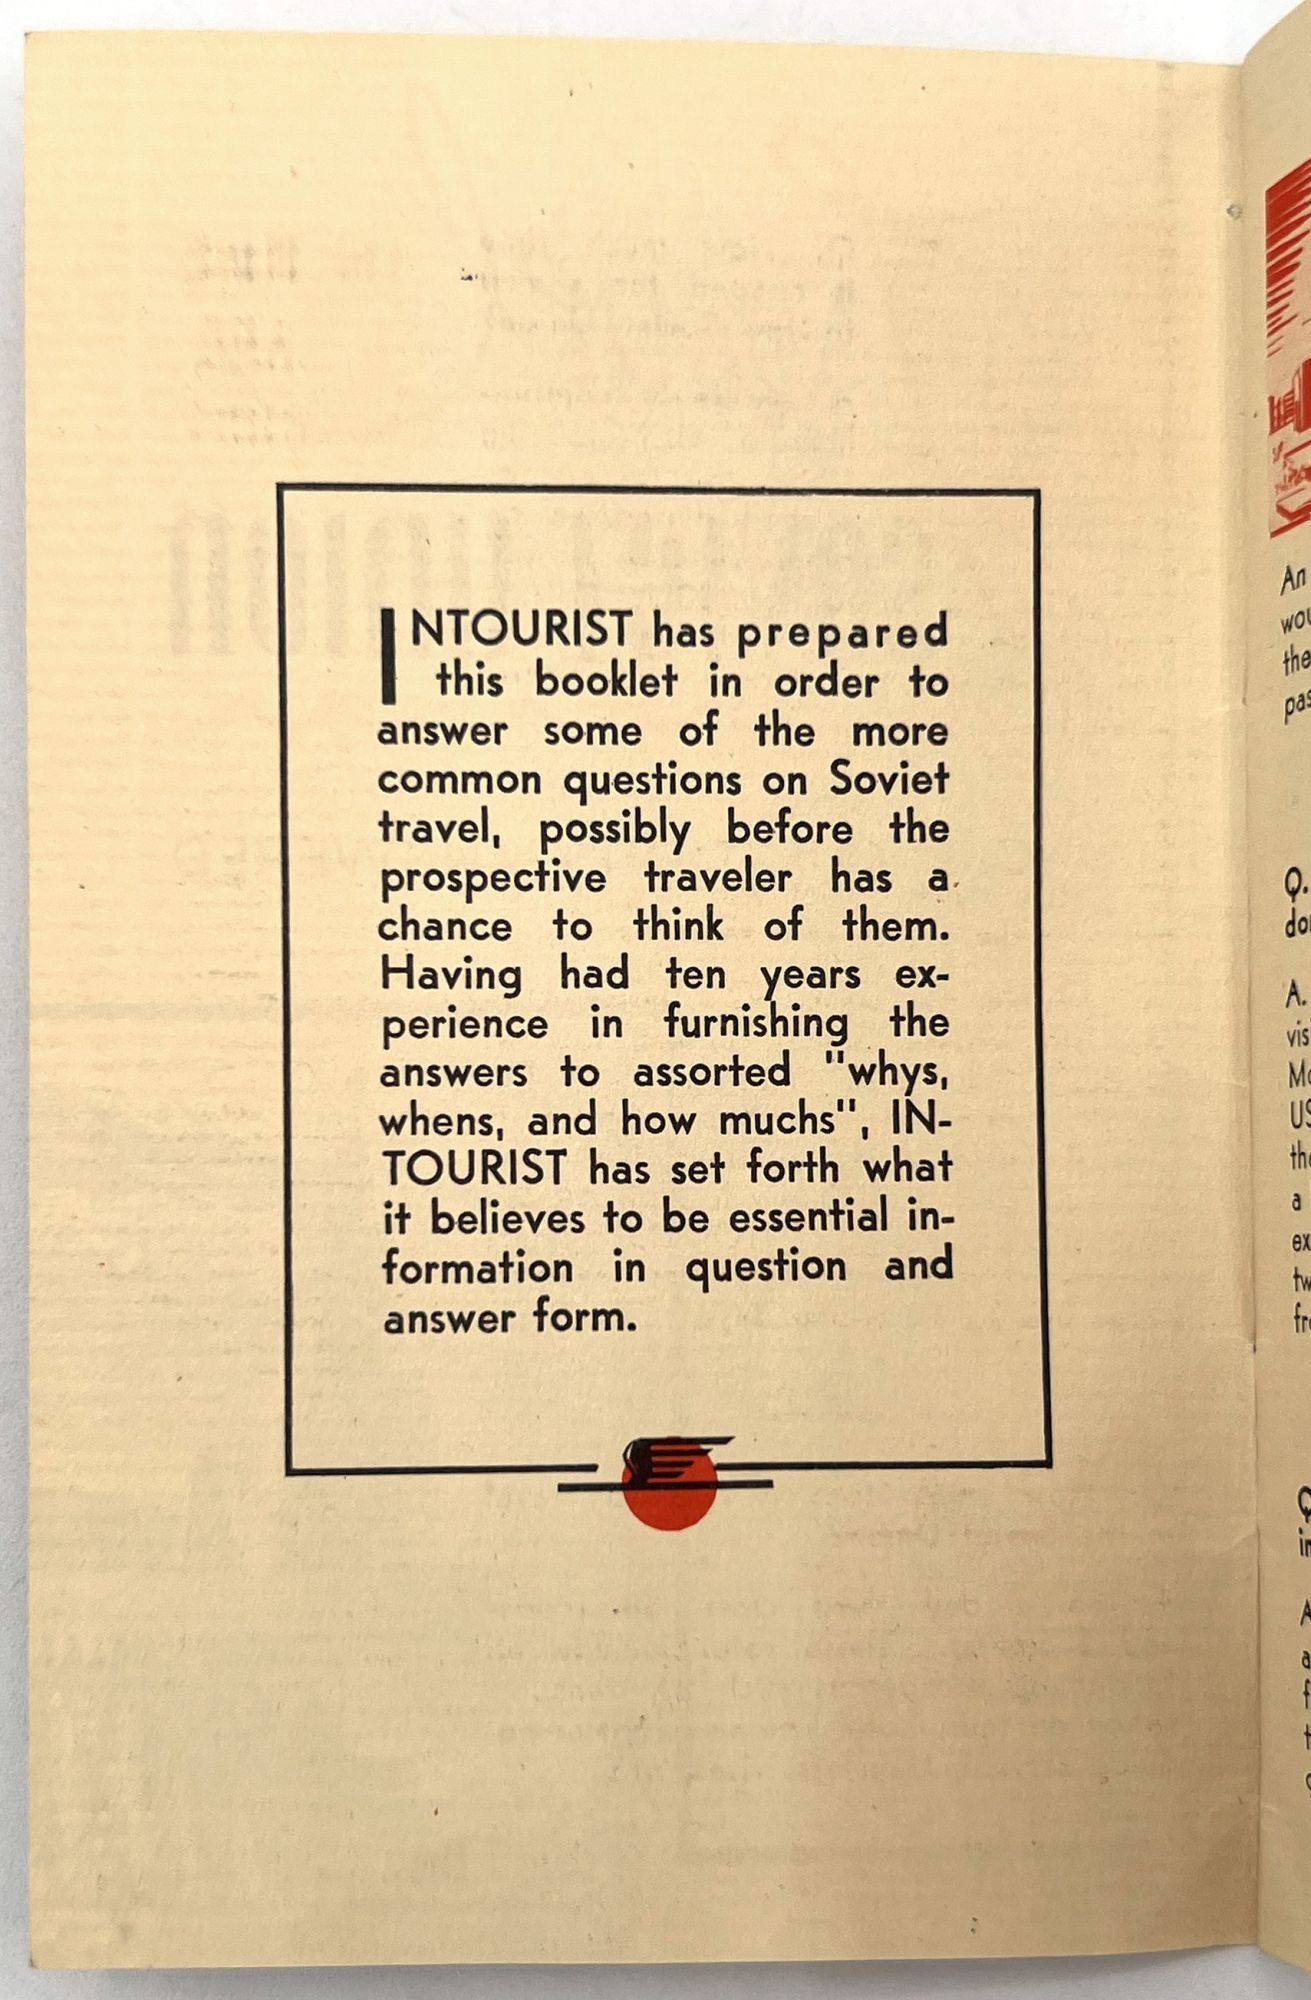 INTOURIST has prepared
this booklet in order to
answer some of the more
common questions on Soviet
travel, possibly before the
prospective traveler has a
chance to think of them.
Having had ten years ex-
perience in furnishing the
answers to assorted "whys,
whens, and how muchs", IN-
TOURIST has set forth what
it believes to be essential in-
formation in question and
answer form.
An
the
Q.
A.
a